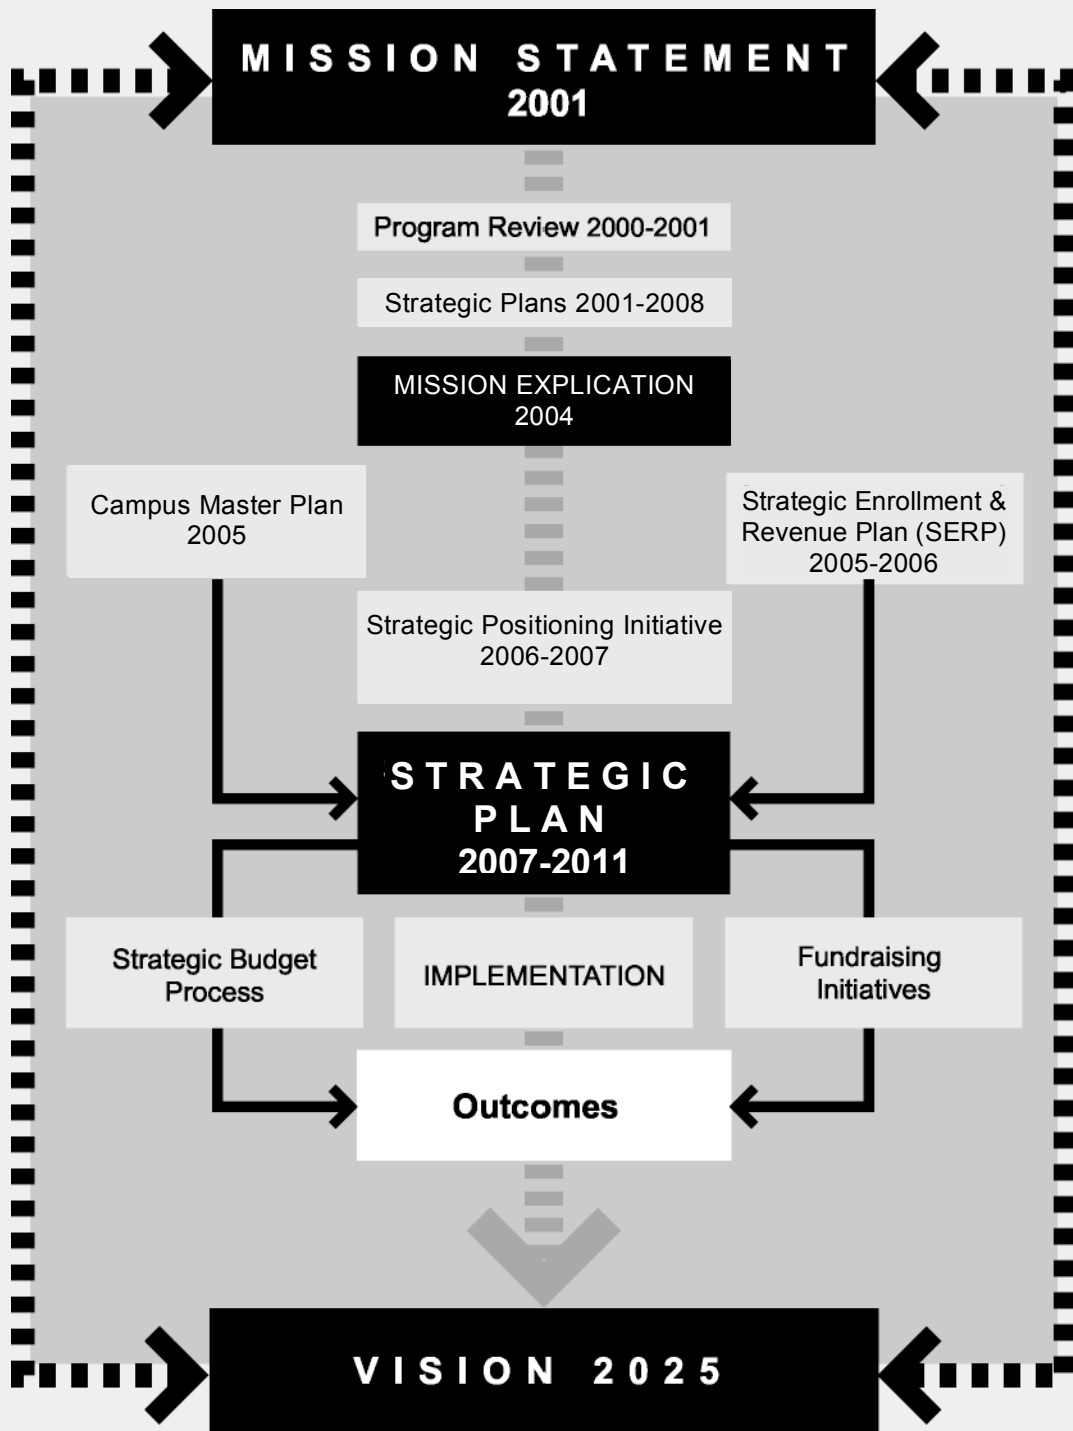 MISSION STATEMENT
2001
Program Review 2000-2001
Strategic Plans 2001-2008
MISSION EXPLICATION
2004
Campus Master Plan
2005
Strategic Enrollment &
Revenue Plan (SERP)
2005-2006
Strategic Positioning Initiative
2006-2007
STRATEGIC
PLAN
2007-2011
Strategic Budget
Process
IMPLEMENTATION
Fundraising
Initiatives
Outcomes
VISION 2025